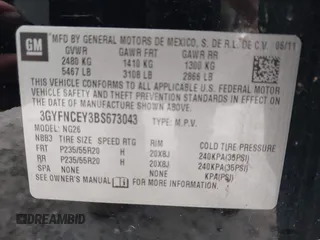 GM
MFD BY GENERAL MOTORS DE MEXICO, S. DE R.L. DE C.V. 06/11
GVWR GAWR FRT GAWR RR
2480 KG 1410 KG 1300 KG
5467 LB 3108 LB 2866 LB
THIS VEHICLE CONFORMS TO ALL APPLICABLE U.S. FEDERAL
MOTOR VEHICLE SAFETY AND THEFT PREVENTION STANDARDS
IN EFFECT ON THE DATE OF MANUFACTURE SHOWN ABOVE.
3GYFNCEY3BS673043 TYPE: M.P.V.
MODEL: NG26
NBB3 TIRE SIZE SPEED RTG RIM COLD TIRE PRESSURE
FRT P235/55R20 H 20X8J 240KPA(35PSI)
RR P235/55R20 H 20X8J 240KPA(35PSI)
SPA NONE NONE KPA(PSI)
SEE OWNER'S MANUAL FOR ADDITIONAL INFORMATION.
DREAMBID